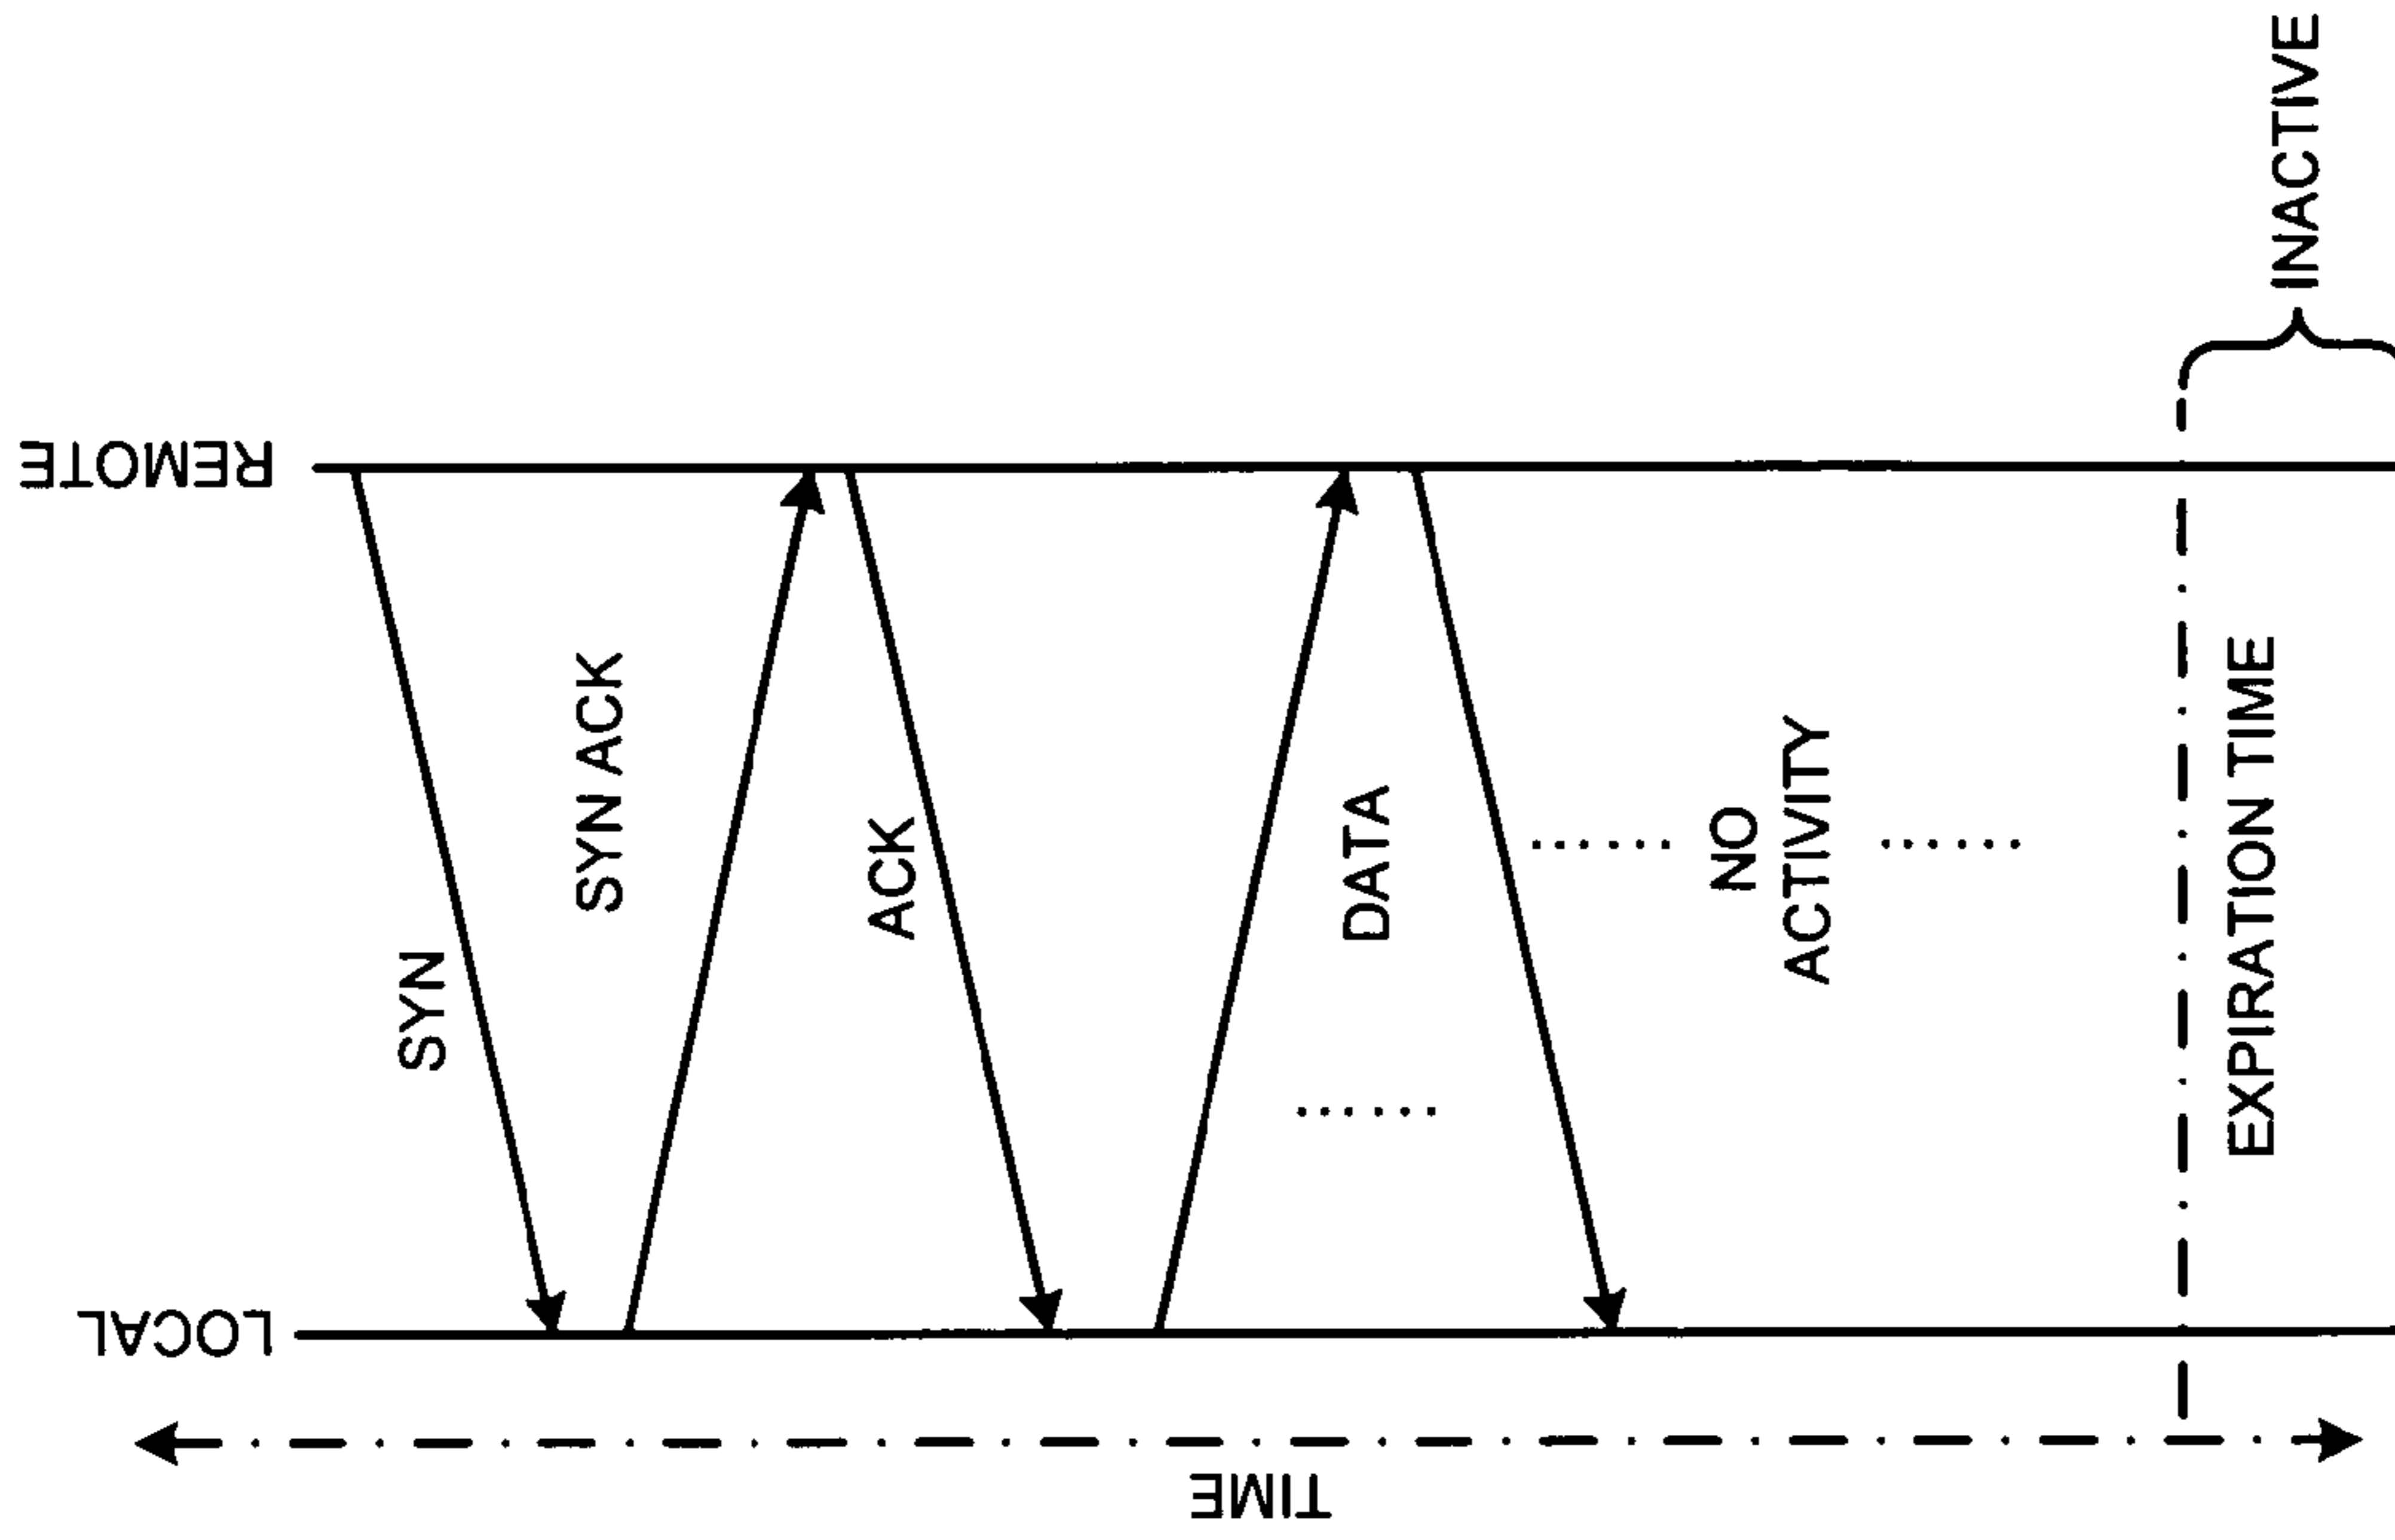 LOCAL
REMOTE
TIME
SYN
SYN ACK
ACK
DATA
NO
ACTIVITY
EXPIRATION TIME
INACTIVE